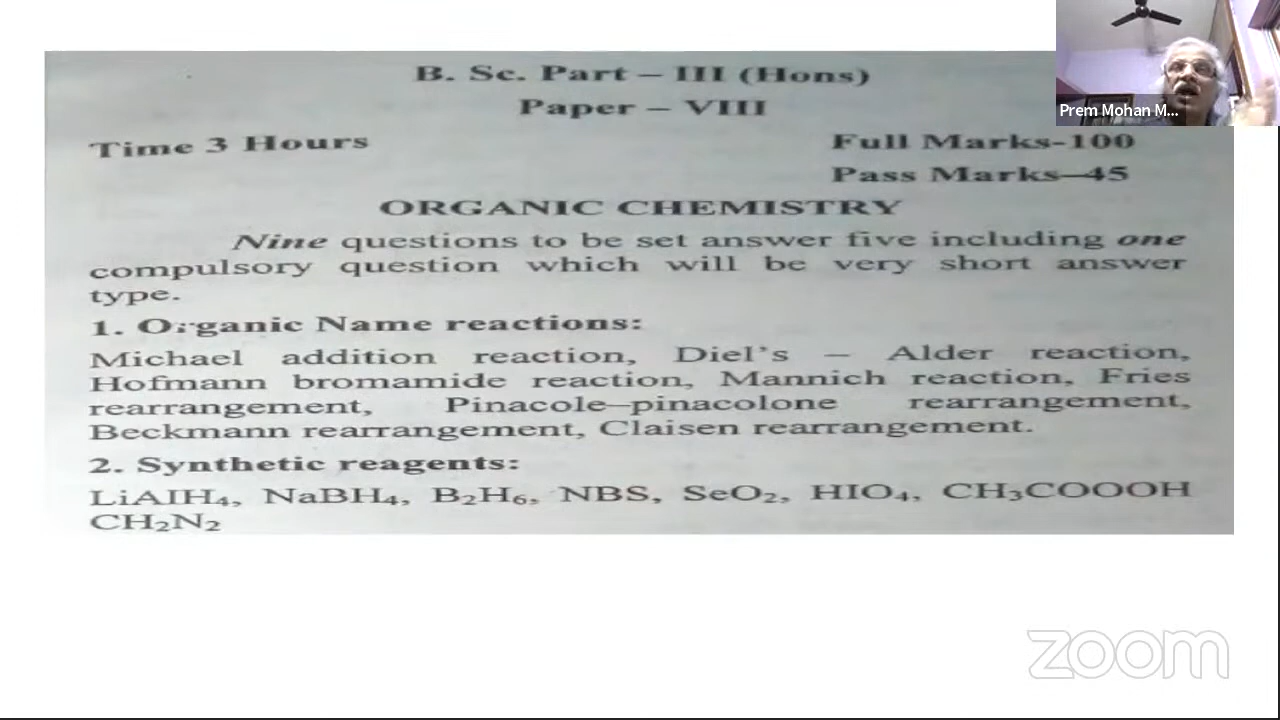 B. Sc. Part – III (Hons)
Paper – VIII
Prem Mohan M...
Time 3 Hours
Full Marks-100
Pass Marks–45
ORGANIC CHEMISTRY
Nine questions to be set answer five including one
compulsory question which will be very short answer
type.
1. Organic Name reactions:
Michael addition reaction, Diel's – Alder reaction,
Hofmann bromamide reaction, Mannich reaction, Fries
rearrangement, Pinacole–pinacolone rearrangement,
Beckmann rearrangement, Claisen rearrangement.
2. Synthetic reagents:
LiAIH₄, NaBH₄, B₂H₆, NBS, SeO₂, HIO₄, CH₃COOOH
CH₂N₂
zoom